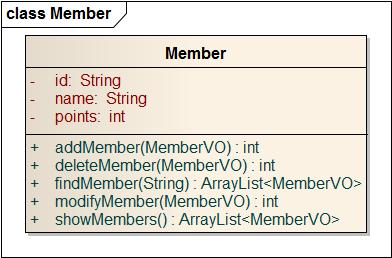 class Member
Member
- id: String
- name: String
- points: int
+ addMember(MemberVO) : int
+ deleteMember(MemberVO) : int
+ findMember(String) : ArrayList<MemberVO>
+ modifyMember(MemberVO) : int
+ showMembers() : ArrayList<MemberVO>